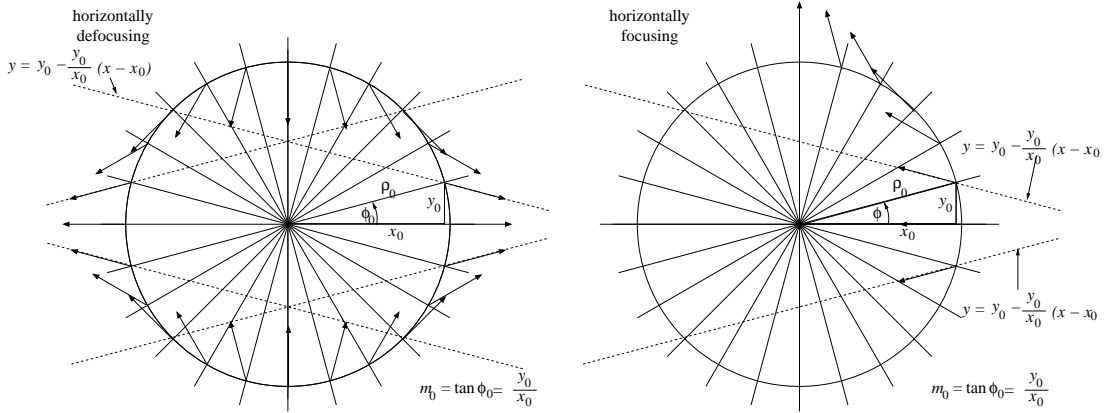 horizontally
defocusing
y = y₀ − y₀/x₀ (x − x₀)
ρ₀
ϕ₀
y₀
x₀
m₀ = tan ϕ₀ = y₀/x₀
horizontally
focusing
y = y₀ − y₀/x₀ (x − x₀
ρ₀
ϕ
y₀
x₀
y = y₀ − y₀/x₀ (x − x₀
m₀ = tan ϕ₀ = y₀/x₀